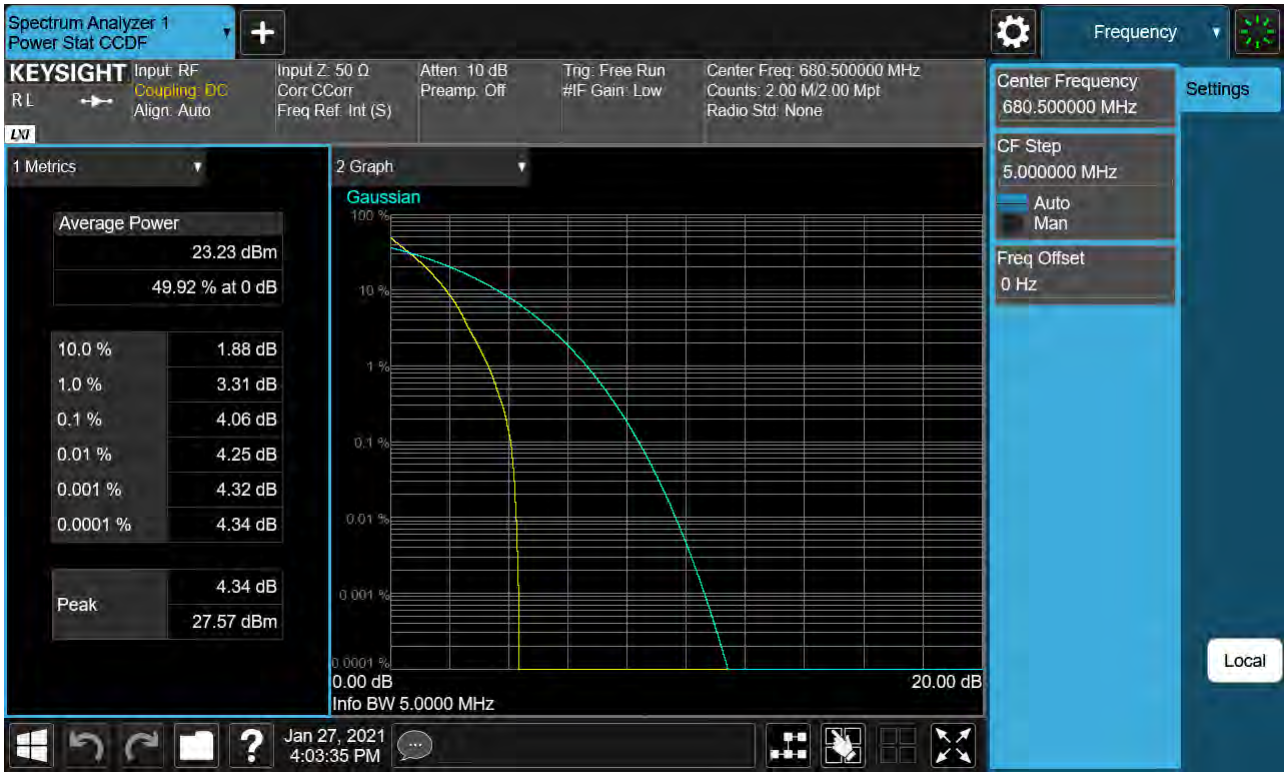 Spectrum Analyzer 1
Power Stat CCDF
+
Frequency
KEYSIGHT
RL
LXI
Input: RF
Coupling: DC
Align: Auto
Input Z: 50 Ω
Corr CCorr
Freq Ref: Int (S)
Atten: 10 dB
Preamp: Off
Trig: Free Run
#IF Gain: Low
Center Freq: 680.500000 MHz
Counts: 2.00 M/2.00 Mpt
Radio Std: None
Center Frequency
680.500000 MHz
Settings
CF Step
5.000000 MHz
Auto
Man
Freq Offset
0 Hz
1 Metrics
Average Power
23.23 dBm
49.92 % at 0 dB
10.0 % 1.88 dB
1.0 % 3.31 dB
0.1 % 4.06 dB
0.01 % 4.25 dB
0.001 % 4.32 dB
0.0001 % 4.34 dB
Peak
4.34 dB
27.57 dBm
2 Graph
Gaussian
100 %
10 %
1 %
0.1 %
0.01 %
0.001 %
0.0001 %
0.00 dB
20.00 dB
Info BW 5.0000 MHz
Local
?
Jan 27, 2021
4:03:35 PM